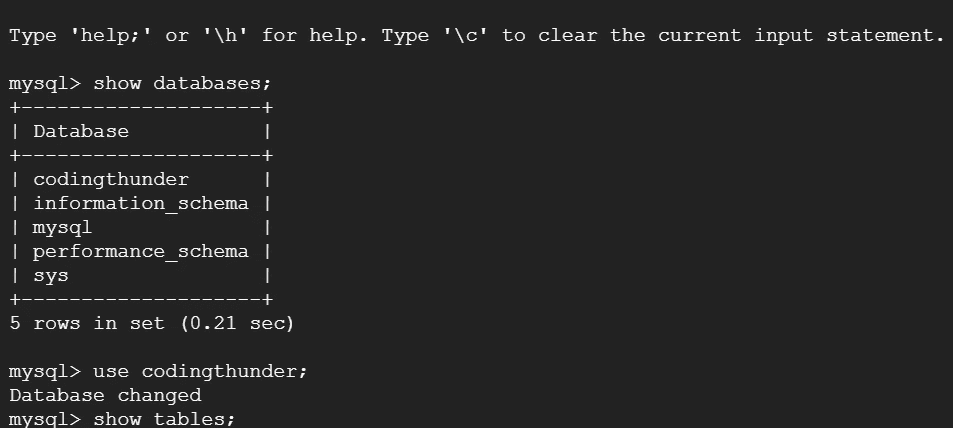 Type 'help;' or '\h' for help. Type '\c' to clear the current input statement.
mysql> show databases;
+--------------------+
| Database           |
+--------------------+
| codingthunder      |
| information_schema |
| mysql              |
| performance_schema |
| sys                |
+--------------------+
5 rows in set (0.21 sec)
mysql> use codingthunder;
Database changed
mysql> show tables;